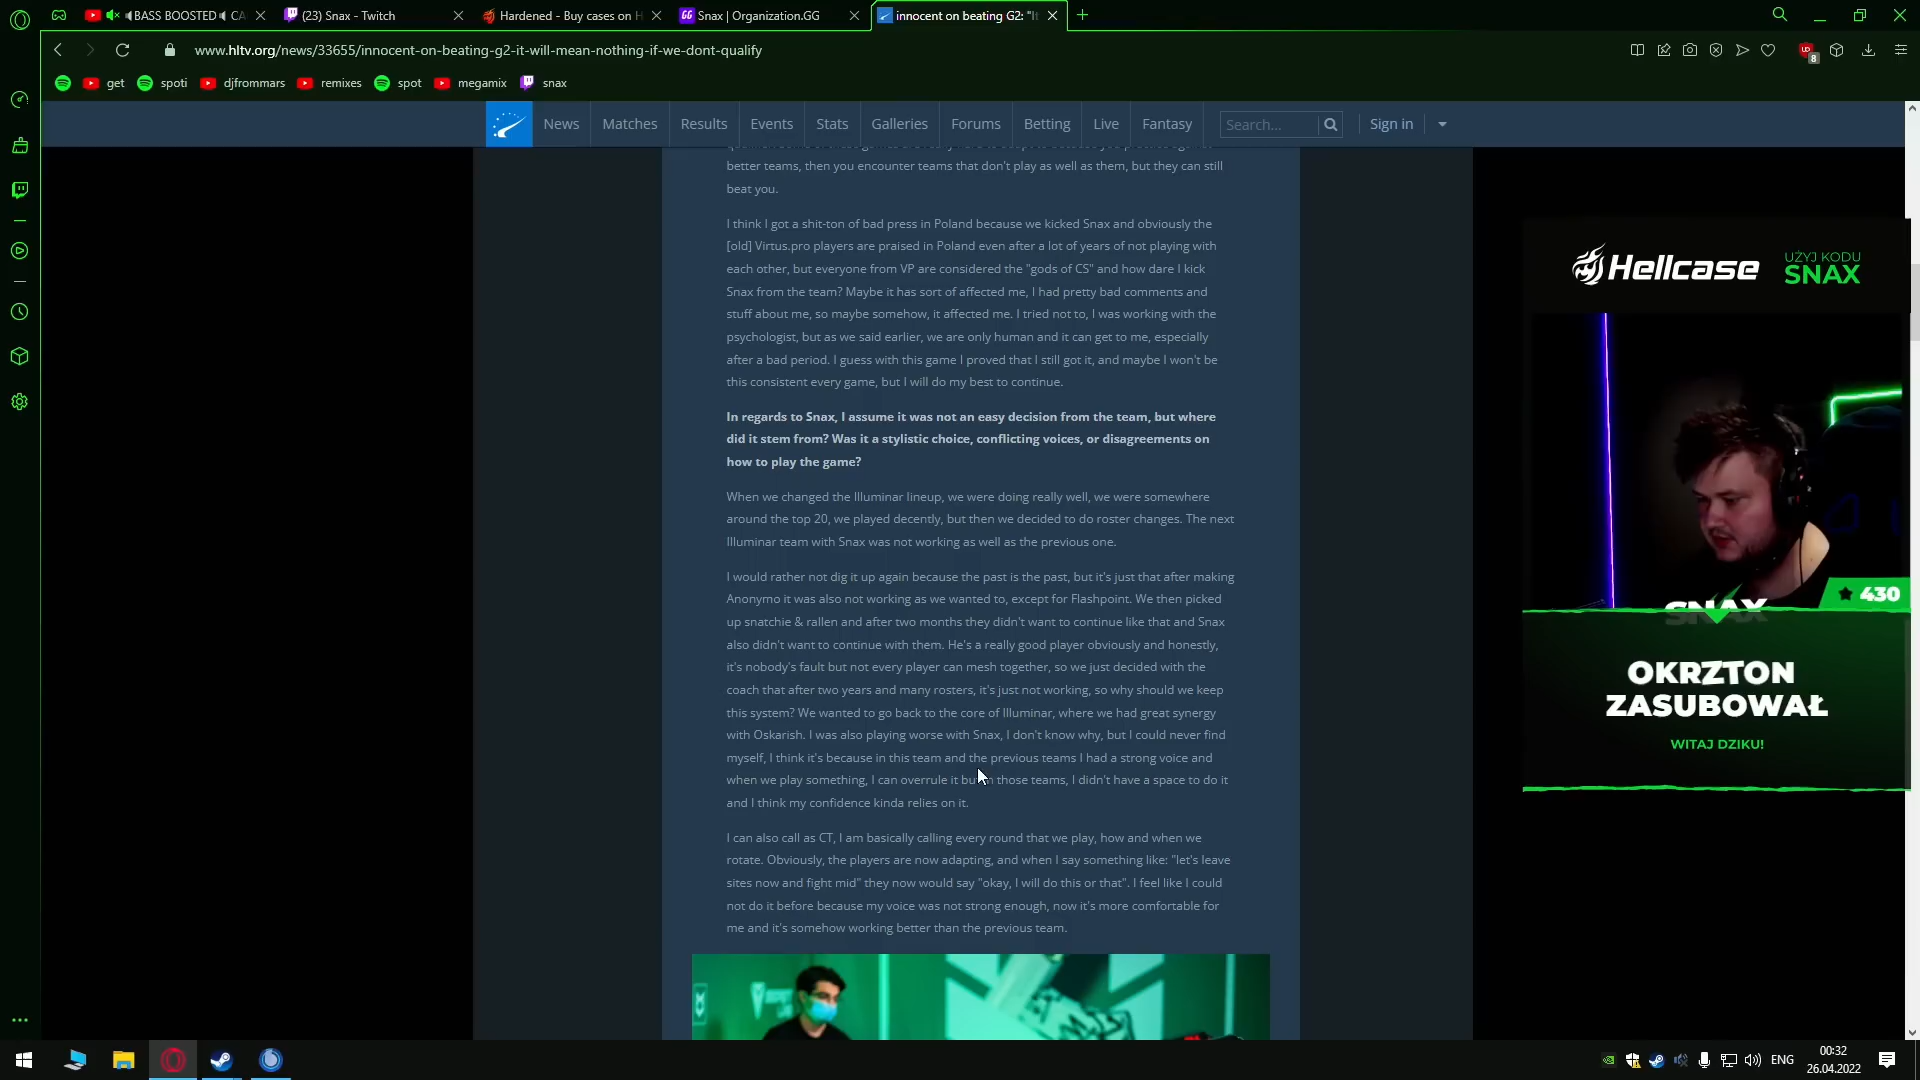 BASS BOOSTED CA
(23) Snax - Twitch
Hardened - Buy cases on H
Snax | Organization.GG
innocent on beating G2: "It
www.hltv.org/news/33655/innocent-on-beating-g2-it-will-mean-nothing-if-we-dont-qualify
8
get
spoti
djfrommars
remixes
spot
megamix
snax
News
Matches
Results
Events
Stats
Galleries
Forums
Betting
Live
Fantasy
Search...
Sign in
better teams, then you encounter teams that don't play as well as them, but they can still
beat you.
I think I got a shit-ton of bad press in Poland because we kicked Snax and obviously the
[old] Virtus.pro players are praised in Poland even after a lot of years of not playing with
each other, but everyone from VP are considered the "gods of CS" and how dare I kick
Snax from the team? Maybe it has sort of affected me, I had pretty bad comments and
stuff about me, so maybe somehow, it affected me. I tried not to, I was working with the
psychologist, but as we said earlier, we are only human and it can get to me, especially
after a bad period. I guess with this game I proved that I still got it, and maybe I won't be
this consistent every game, but I will do my best to continue.
In regards to Snax, I assume it was not an easy decision from the team, but where
did it stem from? Was it a stylistic choice, conflicting voices, or disagreements on
how to play the game?
When we changed the Illuminar lineup, we were doing really well, we were somewhere
around the top 20, we played decently, but then we decided to do roster changes. The next
Illuminar team with Snax was not working as well as the previous one.
I would rather not dig it up again because the past is the past, but it's just that after making
Anonymo it was also not working as we wanted to, except for Flashpoint. We then picked
up snatchie & rallen and after two months they didn't want to continue like that and Snax
also didn't want to continue with them. He's a really good player obviously and honestly,
it's nobody's fault but not every player can mesh together, so we just decided with the
coach that after two years and many rosters, it's just not working, so why should we keep
this system? We wanted to go back to the core of Illuminar, where we had great synergy
with Oskarish. I was also playing worse with Snax, I don't know why, but I could never find
myself, I think it's because in this team and the previous teams I had a strong voice and
when we play something, I can overrule it but in those teams, I didn't have a space to do it
and I think my confidence kinda relies on it.
I can also call as CT, I am basically calling every round that we play, how and when we
rotate. Obviously, the players are now adapting, and when I say something like: "let's leave
sites now and fight mid" they now would say "okay, I will do this or that". I feel like I could
not do it before because my voice was not strong enough, now it's more comfortable for
me and it's somehow working better than the previous team.
Hellcase
UŻYJ KODU
SNAX
430
SNAX
OKRZTON
ZASUBOWAŁ
WITAJ DZIKU!
ENG
00:32
26.04.2022